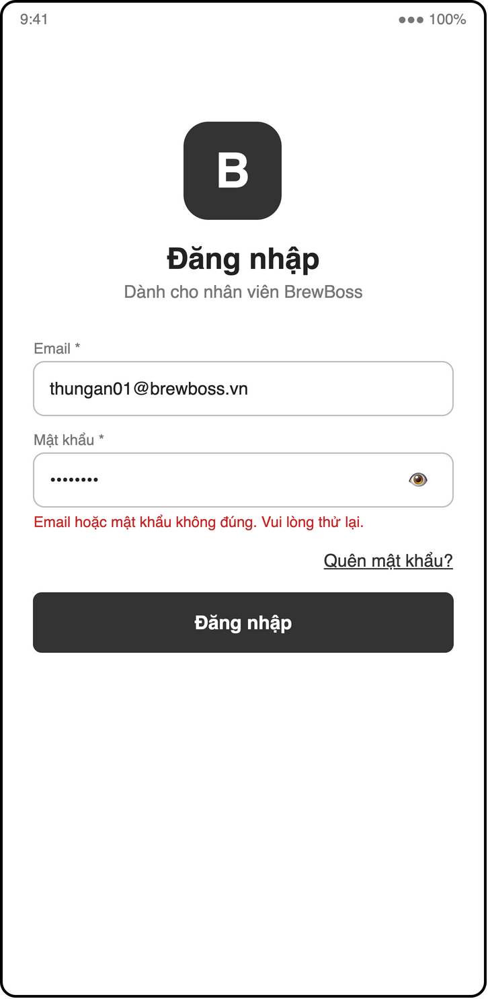 9:41
●●● 100%
B
Đăng nhập
Dành cho nhân viên BrewBoss
Email *
thungan01@brewboss.vn
Mật khẩu *
••••••••
Email hoặc mật khẩu không đúng. Vui lòng thử lại.
Quên mật khẩu?
Đăng nhập